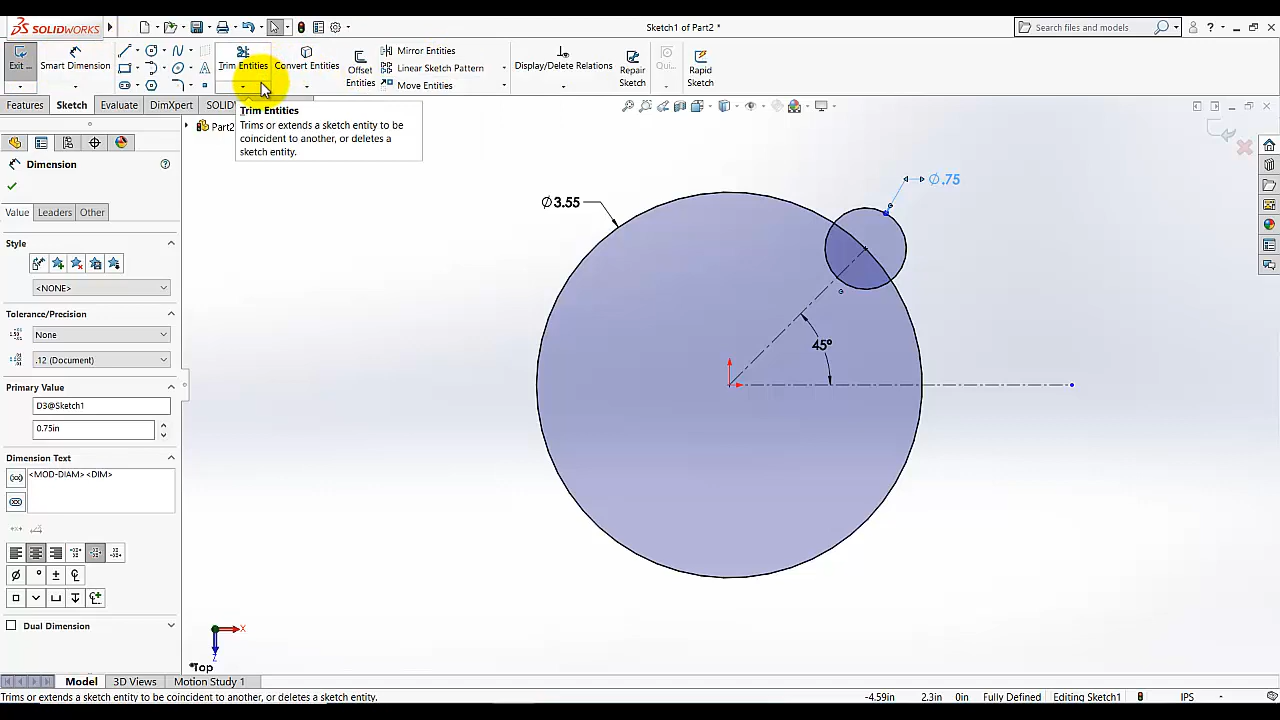 SOLIDWORKS
Sketch1 of Part2 *
Search files and models
?
Exit ...
Smart Dimension
Trim Entities
Convert Entities
Offset Entities
Mirror Entities
Linear Sketch Pattern
Move Entities
Display/Delete Relations
Repair Sketch
Qui...
Rapid Sketch
Features
Sketch
Evaluate
DimXpert
Trim Entities
Trims or extends a sketch entity to be
coincident to another, or deletes a
sketch entity.
Part2
Dimension
Value
Leaders
Other
Style
<NONE>
Tolerance/Precision
None
.12 (Document)
Primary Value
D3@Sketch1
0.75in
Dimension Text
<MOD-DIAM><DIM>
Dual Dimension
Ø3.55
Ø.75
45°
X
Z
*Top
Model
3D Views
Motion Study 1
Trims or extends a sketch entity to be coincident to another, or deletes a sketch entity.
-4.59in
2.3in
0in
Fully Defined
Editing Sketch1
IPS